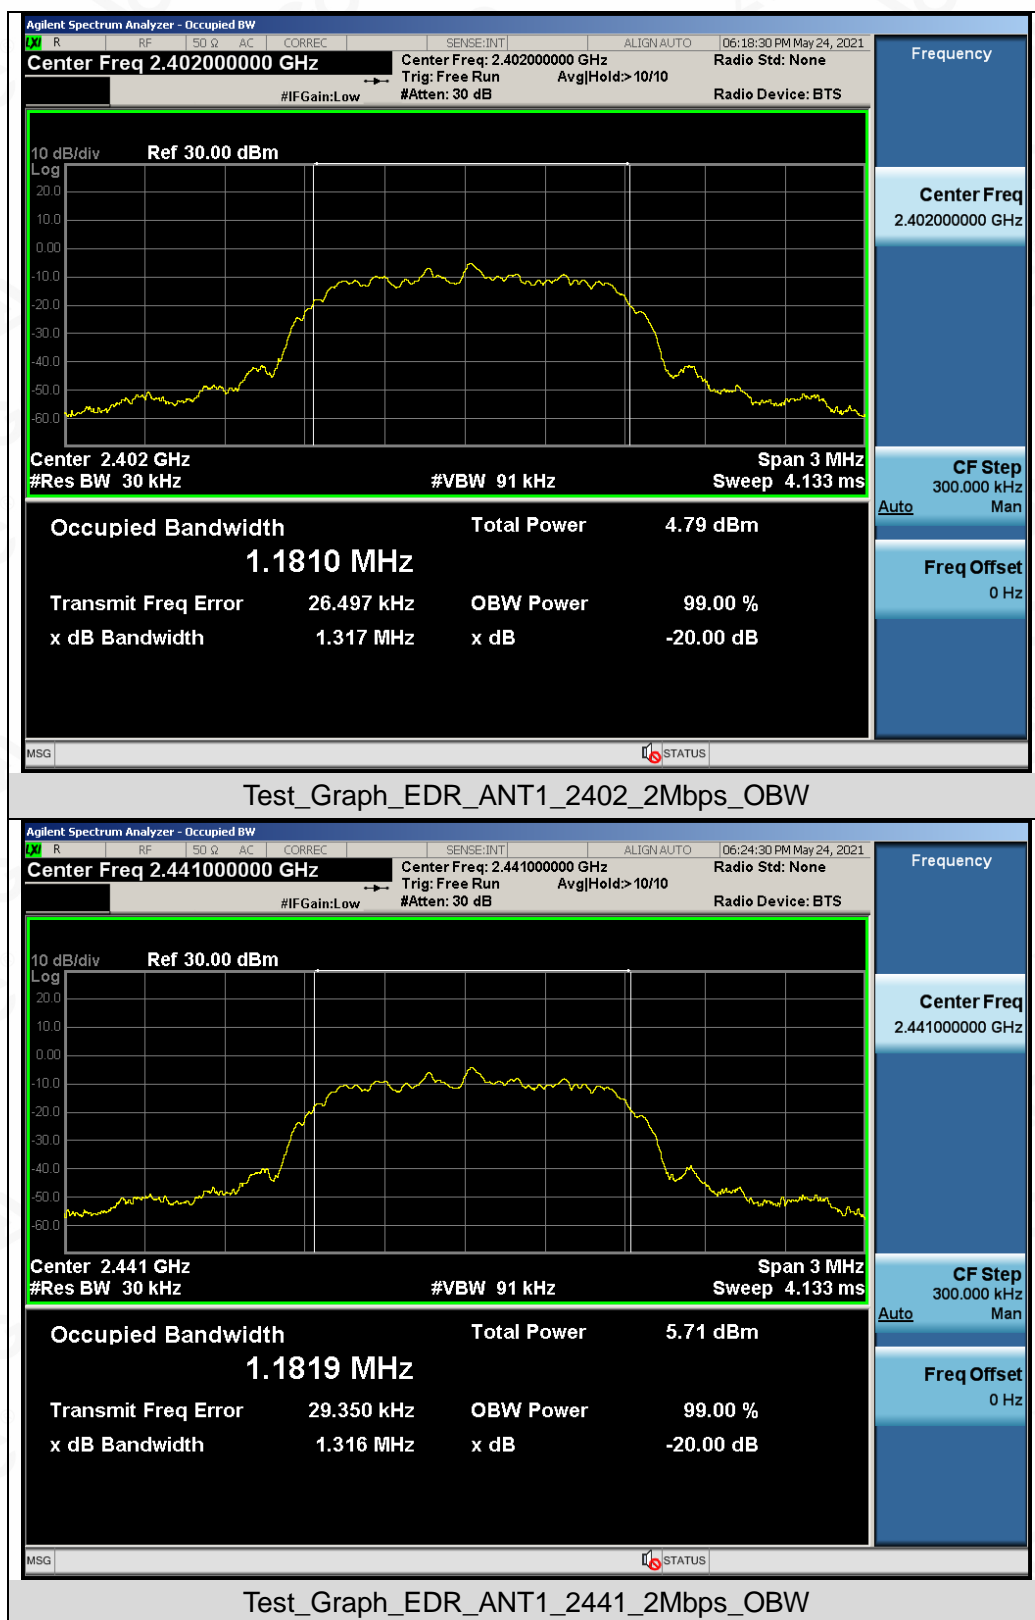 Agilent Spectrum Analyzer - Occupied BW
LXI R RF 50 Ω AC CORREC SENSE:INT ALIGN AUTO 06:18:30 PM May 24, 2021
Center Freq 2.402000000 GHz
Center Freq: 2.402000000 GHz Radio Std: None
Trig: Free Run Avg|Hold:> 10/10
#IFGain:Low #Atten: 30 dB Radio Device: BTS
Frequency
10 dB/div Ref 30.00 dBm
Log
20.0
10.0
0.00
-10.0
-20.0
-30.0
-40.0
-50.0
-60.0
Center Freq
2.402000000 GHz
Center 2.402 GHz Span 3 MHz
#Res BW 30 kHz #VBW 91 kHz Sweep 4.133 ms
CF Step
300.000 kHz
Auto Man
Freq Offset
0 Hz
Occupied Bandwidth Total Power 4.79 dBm
1.1810 MHz
Transmit Freq Error 26.497 kHz OBW Power 99.00 %
x dB Bandwidth 1.317 MHz x dB -20.00 dB
MSG STATUS
Test_Graph_EDR_ANT1_2402_2Mbps_OBW
Agilent Spectrum Analyzer - Occupied BW
LXI R RF 50 Ω AC CORREC SENSE:INT ALIGN AUTO 06:24:30 PM May 24, 2021
Center Freq 2.441000000 GHz
Center Freq: 2.441000000 GHz Radio Std: None
Trig: Free Run Avg|Hold:> 10/10
#IFGain:Low #Atten: 30 dB Radio Device: BTS
Frequency
10 dB/div Ref 30.00 dBm
Log
20.0
10.0
0.00
-10.0
-20.0
-30.0
-40.0
-50.0
-60.0
Center Freq
2.441000000 GHz
Center 2.441 GHz Span 3 MHz
#Res BW 30 kHz #VBW 91 kHz Sweep 4.133 ms
CF Step
300.000 kHz
Auto Man
Freq Offset
0 Hz
Occupied Bandwidth Total Power 5.71 dBm
1.1819 MHz
Transmit Freq Error 29.350 kHz OBW Power 99.00 %
x dB Bandwidth 1.316 MHz x dB -20.00 dB
MSG STATUS
Test_Graph_EDR_ANT1_2441_2Mbps_OBW